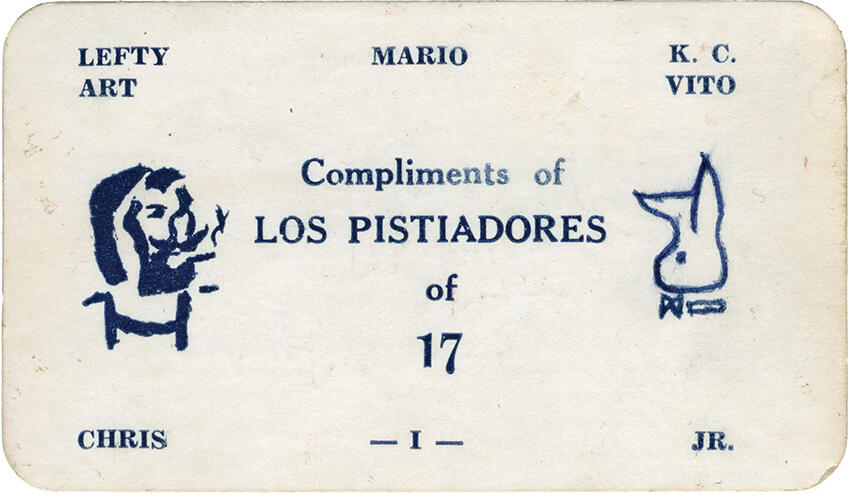 LEFTY
ART
MARIO
K. C.
VITO
Compliments of
LOS PISTIADORES
of
17
CHRIS
— I —
JR.